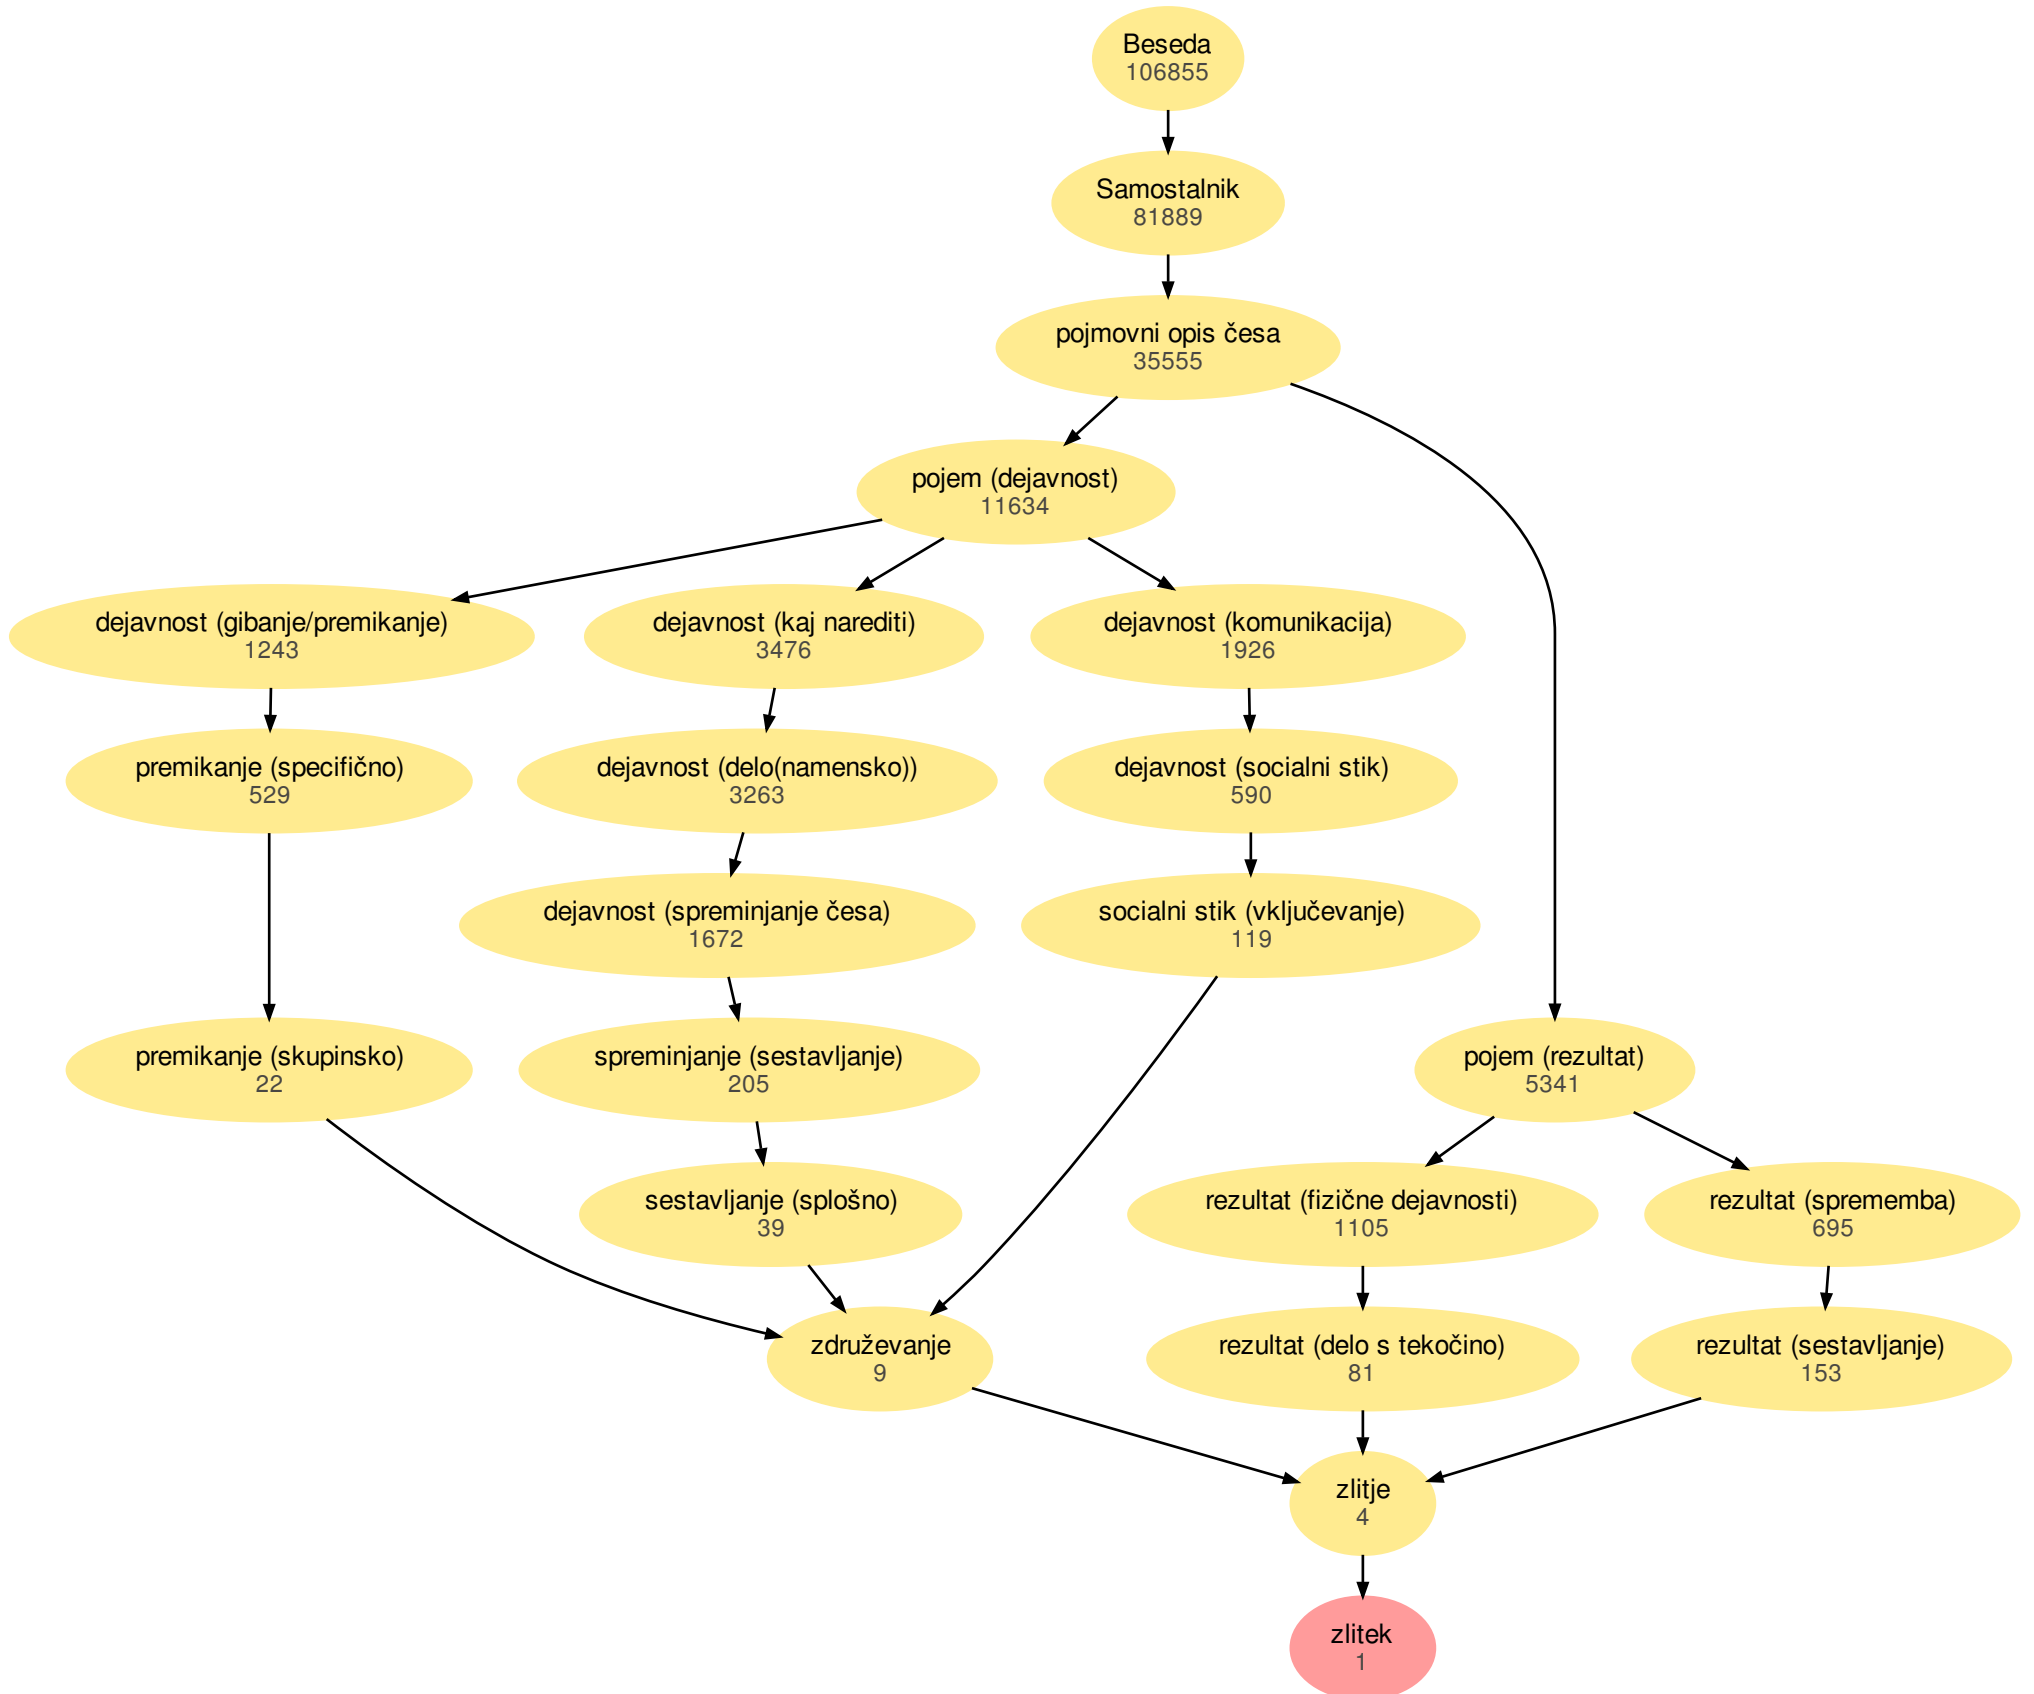 Beseda
106855
Samostalnik
81889
pojmovni opis česa
35555
pojem (dejavnost)
11634
dejavnost (gibanje/premikanje)
1243
dejavnost (kaj narediti)
3476
dejavnost (komunikacija)
1926
premikanje (specifično)
529
dejavnost (delo(namensko))
3263
dejavnost (socialni stik)
590
dejavnost (spreminjanje česa)
1672
socialni stik (vključevanje)
119
premikanje (skupinsko)
22
spreminjanje (sestavljanje)
205
pojem (rezultat)
5341
sestavljanje (splošno)
39
rezultat (fizične dejavnosti)
1105
rezultat (sprememba)
695
združevanje
9
rezultat (delo s tekočino)
81
rezultat (sestavljanje)
153
zlitje
4
zlitek
1